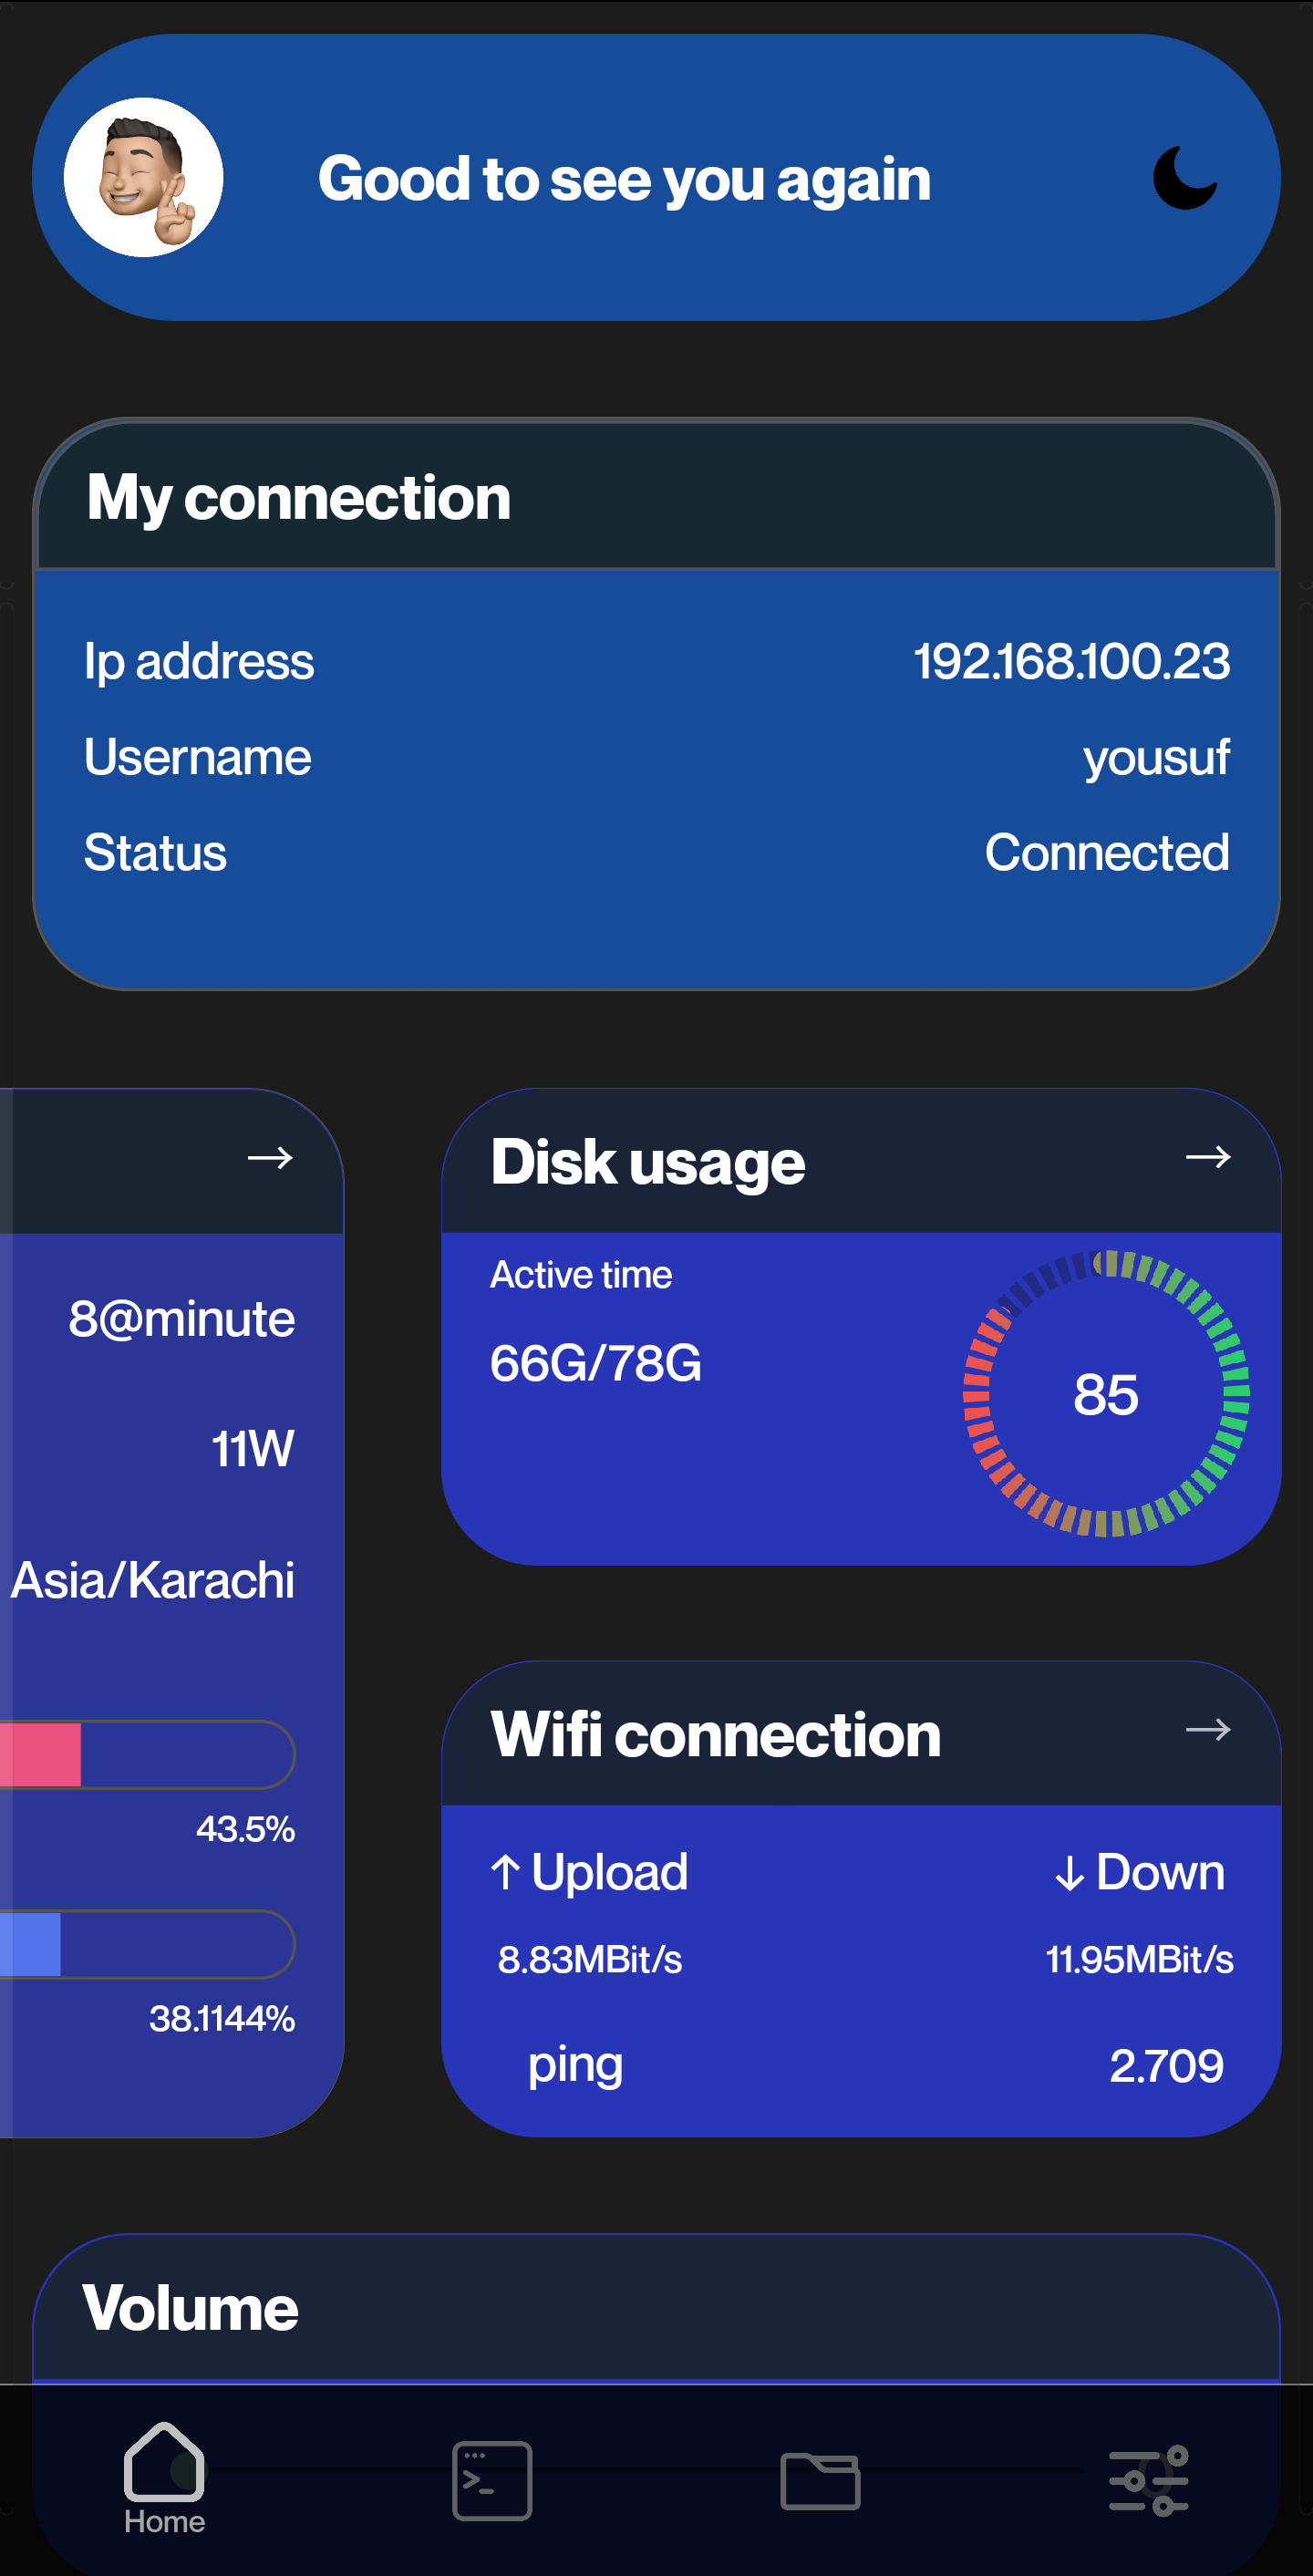 Good to see you again
My connection
Ip address 192.168.100.23
Username yousuf
Status Connected
→
8@minute
11W
Asia/Karachi
43.5%
38.1144%
Disk usage →
Active time
66G/78G
85
Wifi connection →
↑ Upload ↓ Down
8.83MBit/s 11.95MBit/s
ping 2.709
Volume
Home